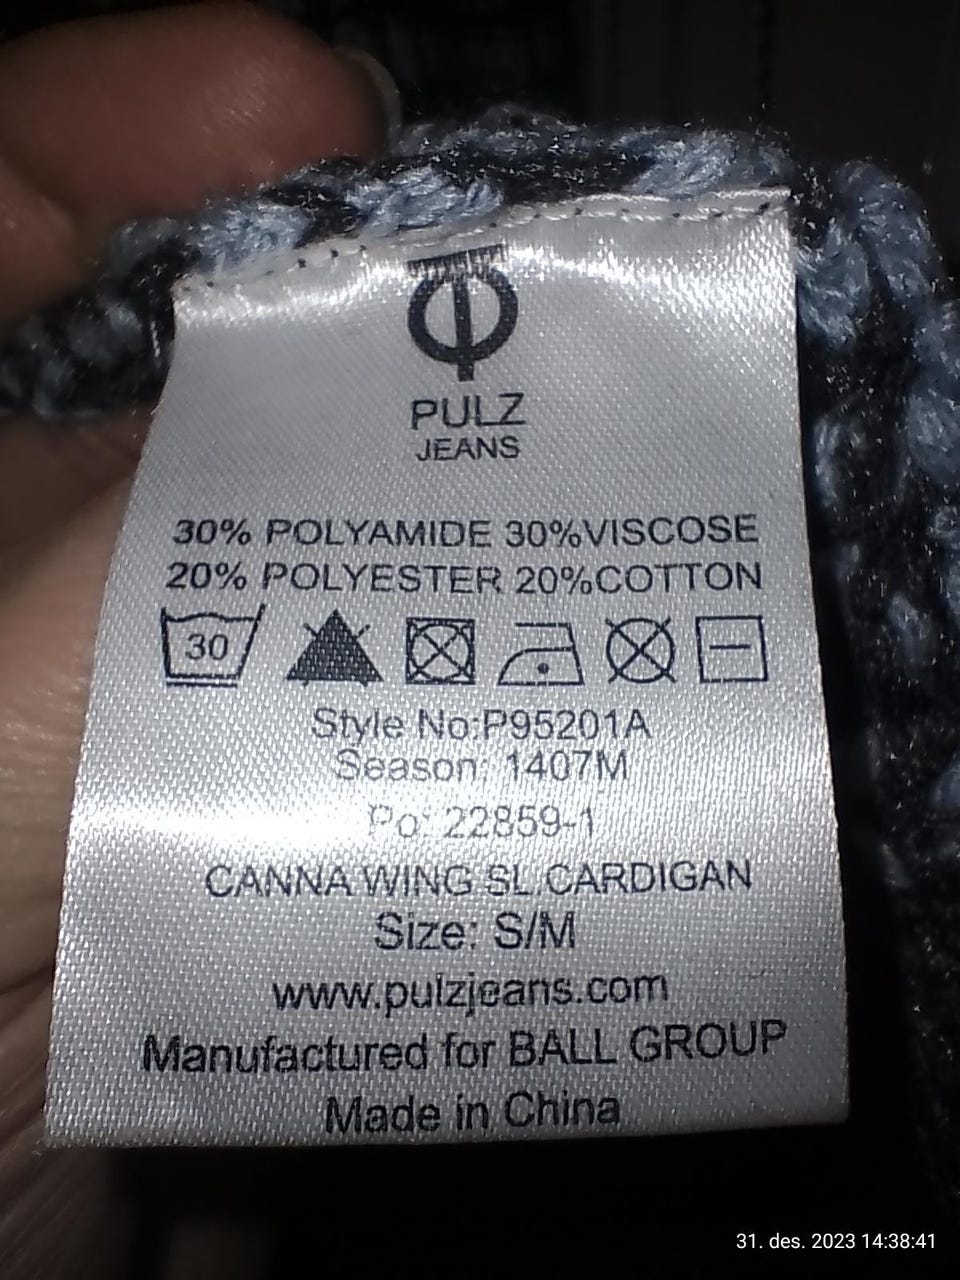 PULZ
JEANS
30% POLYAMIDE 30%VISCOSE
20% POLYESTER 20%COTTON
30
Style No:P95201A
Season: 1407M
Po: 22859-1
CANNA WING SL.CARDIGAN
Size: S/M
www.pulzjeans.com
Manufactured for BALL GROUP
Made in China
31. des. 2023 14:38:41